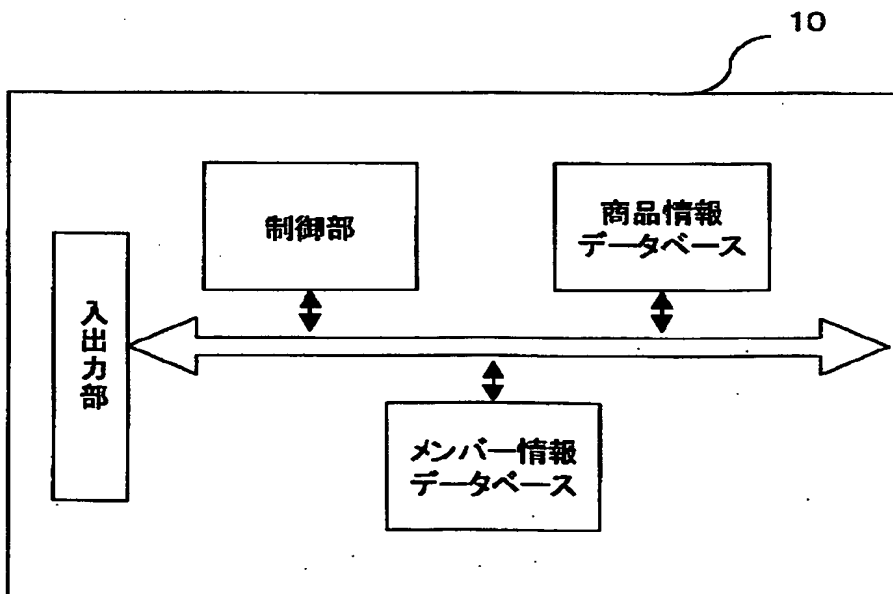 10
制御部
商品情報
データベース
入出力部
メンバー情報
データベース